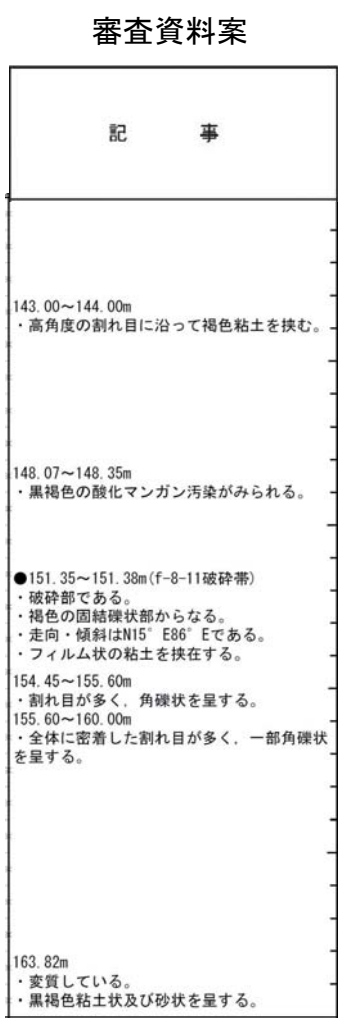 審査資料案
記 事
143.00～144.00m
・高角度の割れ目に沿って褐色粘土を挟む。
148.07～148.35m
・黒褐色の酸化マンガン汚染がみられる。
●151.35～151.38m(f-8-11破砕帯)
・破砕部である。
・褐色の固結礫状部からなる。
・走向・傾斜はN15°E86°Eである。
・フィルム状の粘土を挟在する。
154.45～155.60m
・割れ目が多く，角礫状を呈する。
155.60～160.00m
・全体に密着した割れ目が多く，一部角礫状
を呈する。
163.82m
・変質している。
・黒褐色粘土状及び砂状を呈する。